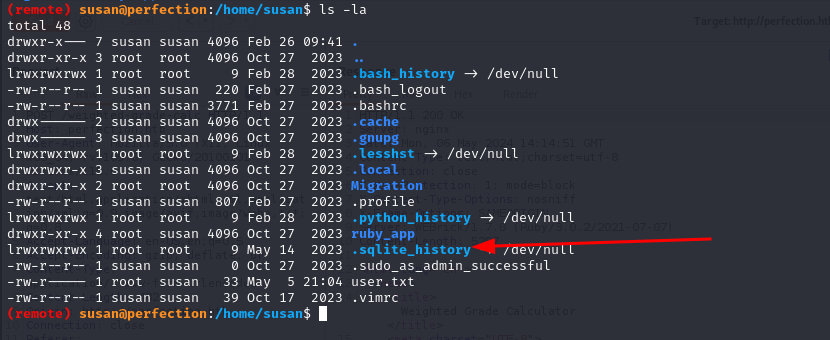 (remote) susan@perfection:/home/susan$ ls -la
total 48
drwxr-x--- 7 susan susan 4096 Feb 26 09:41 .
drwxr-xr-x 3 root root 4096 Oct 27 2023 ..
lrwxrwxrwx 1 root root 9 Feb 28 2023 .bash_history → /dev/null
-rw-r--r-- 1 susan susan 220 Feb 27 2023 .bash_logout
-rw-r--r-- 1 susan susan 3771 Feb 27 2023 .bashrc
drwx------ 2 susan susan 4096 Oct 27 2023 .cache
drwx------ 3 susan susan 4096 Oct 27 2023 .gnupg
lrwxrwxrwx 1 root root 9 Feb 28 2023 .lesshst → /dev/null
drwxrwxr-x 3 susan susan 4096 Oct 27 2023 .local
drwxr-xr-x 2 root root 4096 Oct 27 2023 Migration
-rw-r--r-- 1 susan susan 807 Feb 27 2023 .profile
lrwxrwxrwx 1 root root 9 Feb 28 2023 .python_history → /dev/null
drwxr-xr-x 4 root susan 4096 Oct 27 2023 ruby_app
lrwxrwxrwx 1 root root 9 May 14 2023 .sqlite_history → /dev/null
-rw-r--r-- 1 susan susan 0 Oct 27 2023 .sudo_as_admin_successful
-rw-r----- 1 root susan 33 May 5 21:04 user.txt
-rw-r--r-- 1 susan susan 39 Oct 17 2023 .vimrc
(remote) susan@perfection:/home/susan$
Target: http://perfection.htb
Weighted Grade Calculator